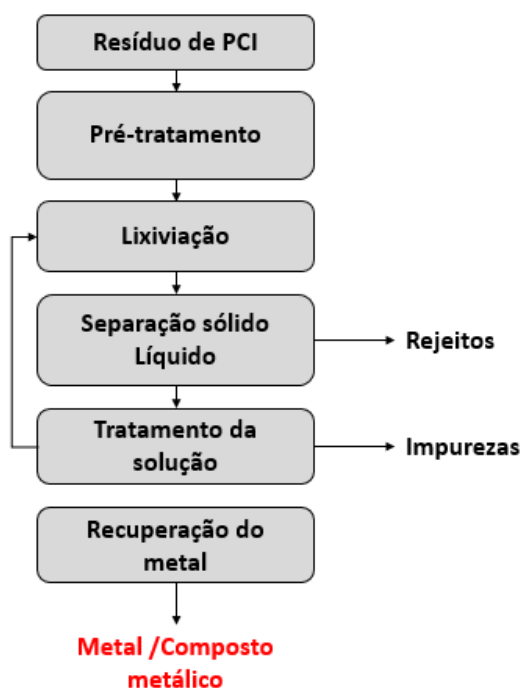 Resíduo de PCI
Pré-tratamento
Lixiviação
Separação sólido
Líquido
Rejeitos
Tratamento da
solução
Impurezas
Recuperação do
metal
Metal /Composto
metálico